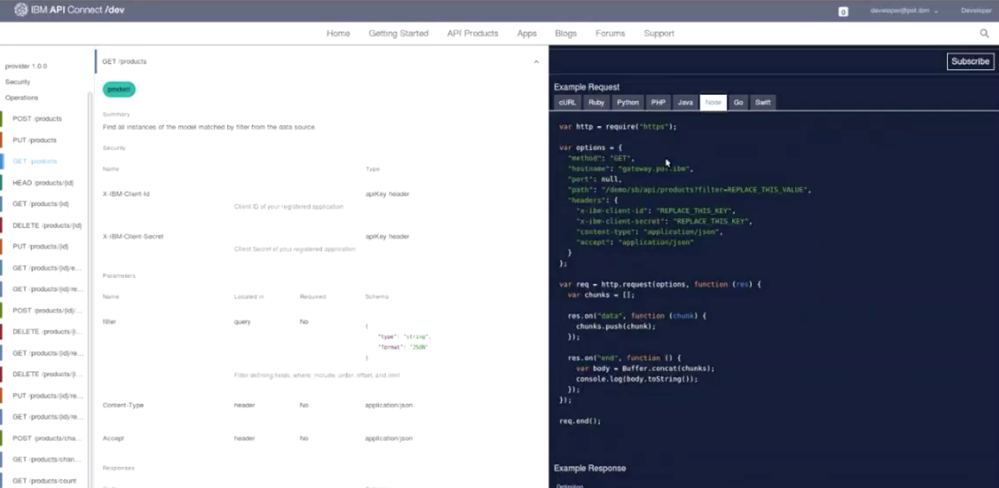 IBM API Connect /dev
0
developer@pot.ibm
Developer
Home
Getting Started
API Products
Apps
Blogs
Forums
Support
provider 1.0.0
Security
Operations
POST /products
PUT /products
GET /products
HEAD /products/{id}
GET /products/{id}
DELETE /products/{id}
PUT /products/{id}
GET /products/{id}/e...
GET /products/{id}/re...
POST /products/{id}/...
DELETE /products/{i...
GET /products/{id}/re...
DELETE /products/{i...
PUT /products/{id}/re...
GET /products/{id}/re...
POST /products/cha...
GET /products/chan...
GET /products/count
GET /products
product
Summary
Find all instances of the model matched by filter from the data source.
Security
Name Type
X-IBM-Client-Id apiKey header
Client ID of your registered application
X-IBM-Client-Secret apiKey header
Client Secret of your registered application
Parameters
Name Located in Required Schema
filter query No
{
"type": "string",
"format": "JSON"
}
Filter defining fields, where, include, order, offset, and limit
Content-Type header No application/json
Accept header No application/json
Responses
Subscribe
Example Request
cURL Ruby Python PHP Java Node Go Swift
var http = require("https");
var options = {
"method": "GET",
"hostname": "gateway.pot.ibm",
"port": null,
"path": "/demo/sb/api/products?filter=REPLACE_THIS_VALUE",
"headers": {
"x-ibm-client-id": "REPLACE_THIS_KEY",
"x-ibm-client-secret": "REPLACE_THIS_KEY",
"content-type": "application/json",
"accept": "application/json"
}
};
var req = http.request(options, function (res) {
var chunks = [];
res.on("data", function (chunk) {
chunks.push(chunk);
});
res.on("end", function () {
var body = Buffer.concat(chunks);
console.log(body.toString());
});
});
req.end();
Example Response
Definition